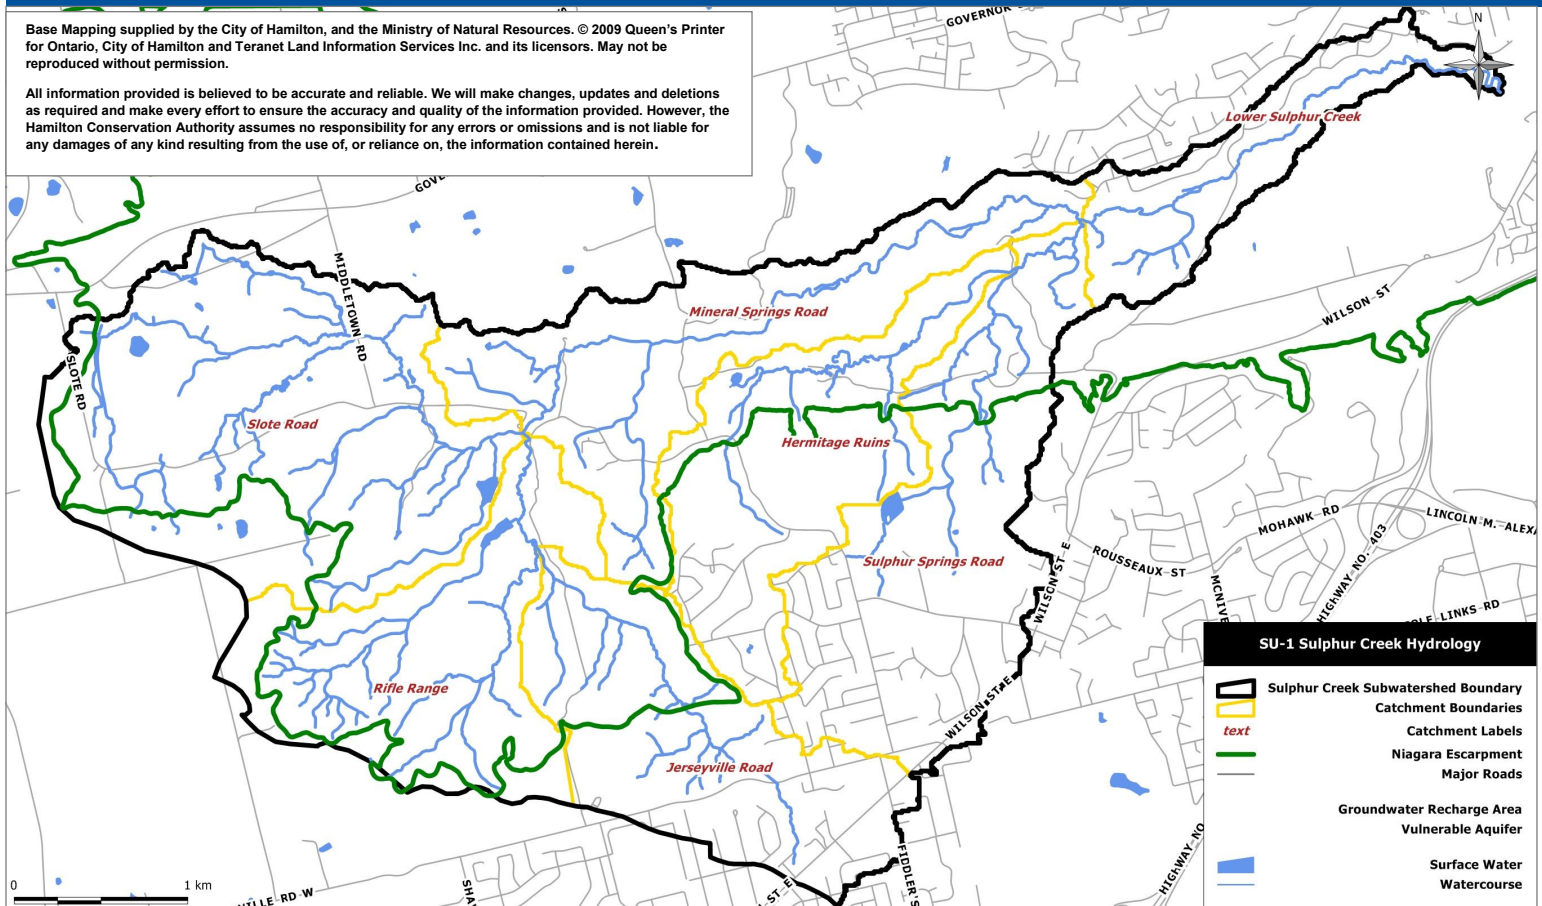 Base Mapping supplied by the City of Hamilton, and the Ministry of Natural Resources. © 2009 Queen's Printer
for Ontario, City of Hamilton and Teranet Land Information Services Inc. and its licensors. May not be
reproduced without permission.
All information provided is believed to be accurate and reliable. We will make changes, updates and deletions
as required and make every effort to ensure the accuracy and quality of the information provided. However, the
Hamilton Conservation Authority assumes no responsibility for any errors or omissions and is not liable for
any damages of any kind resulting from the use of, or reliance on, the information contained herein.
GOVERNOR
N
Lower Sulphur Creek
MIDDLETOWN RD
Mineral Springs Road
WILSON ST
SLOTE RD
Slote Road
Hermitage Ruins
MOHAWK RD
LINCOLN M. ALEXA
HIGHWAY NO. 403
ROUSSEAUX ST
Sulphur Springs Road
WILSON ST E
MCNIVE
OLF LINKS RD
Rifle Range
WILSON ST E
Jerseyville Road
FIDDLER'S
HIGHWAY NO
ST E
ILLE RD W
SHA
0 1 km
SU-1 Sulphur Creek Hydrology
Sulphur Creek Subwatershed Boundary
Catchment Boundaries
text Catchment Labels
Niagara Escarpment
Major Roads
Groundwater Recharge Area
Vulnerable Aquifer
Surface Water
Watercourse